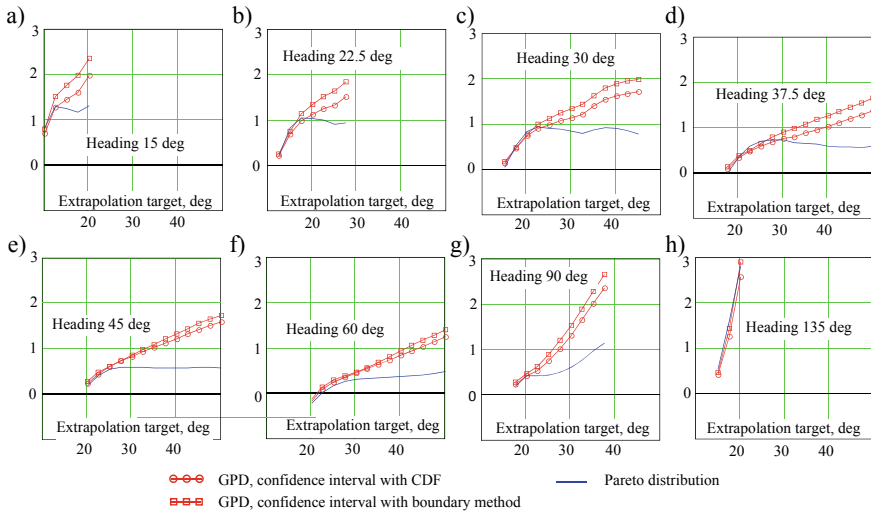 a) b) c) d)
3 3 3 3
2 2 2 2
1 1 1 1
0 0 0 0
Heading 15 deg
Heading 22.5 deg
Heading 30 deg
Heading 37.5 deg
Extrapolation target, deg Extrapolation target, deg Extrapolation target, deg Extrapolation target, deg
20 40 20 40 20 30 40 20 30 40
e) f) g) h)
3 3 3 3
2 2 2 2
1 1 1 1
0 0 0 0
Heading 45 deg
Heading 60 deg
Heading 90 deg
Heading 135 deg
Extrapolation target, deg Extrapolation target, deg Extrapolation target, deg Extrapolation target, deg
20 30 40 20 30 40 20 30 40 20 30 40
GPD, confidence interval with CDF
Pareto distribution
GPD, confidence interval with boundary method